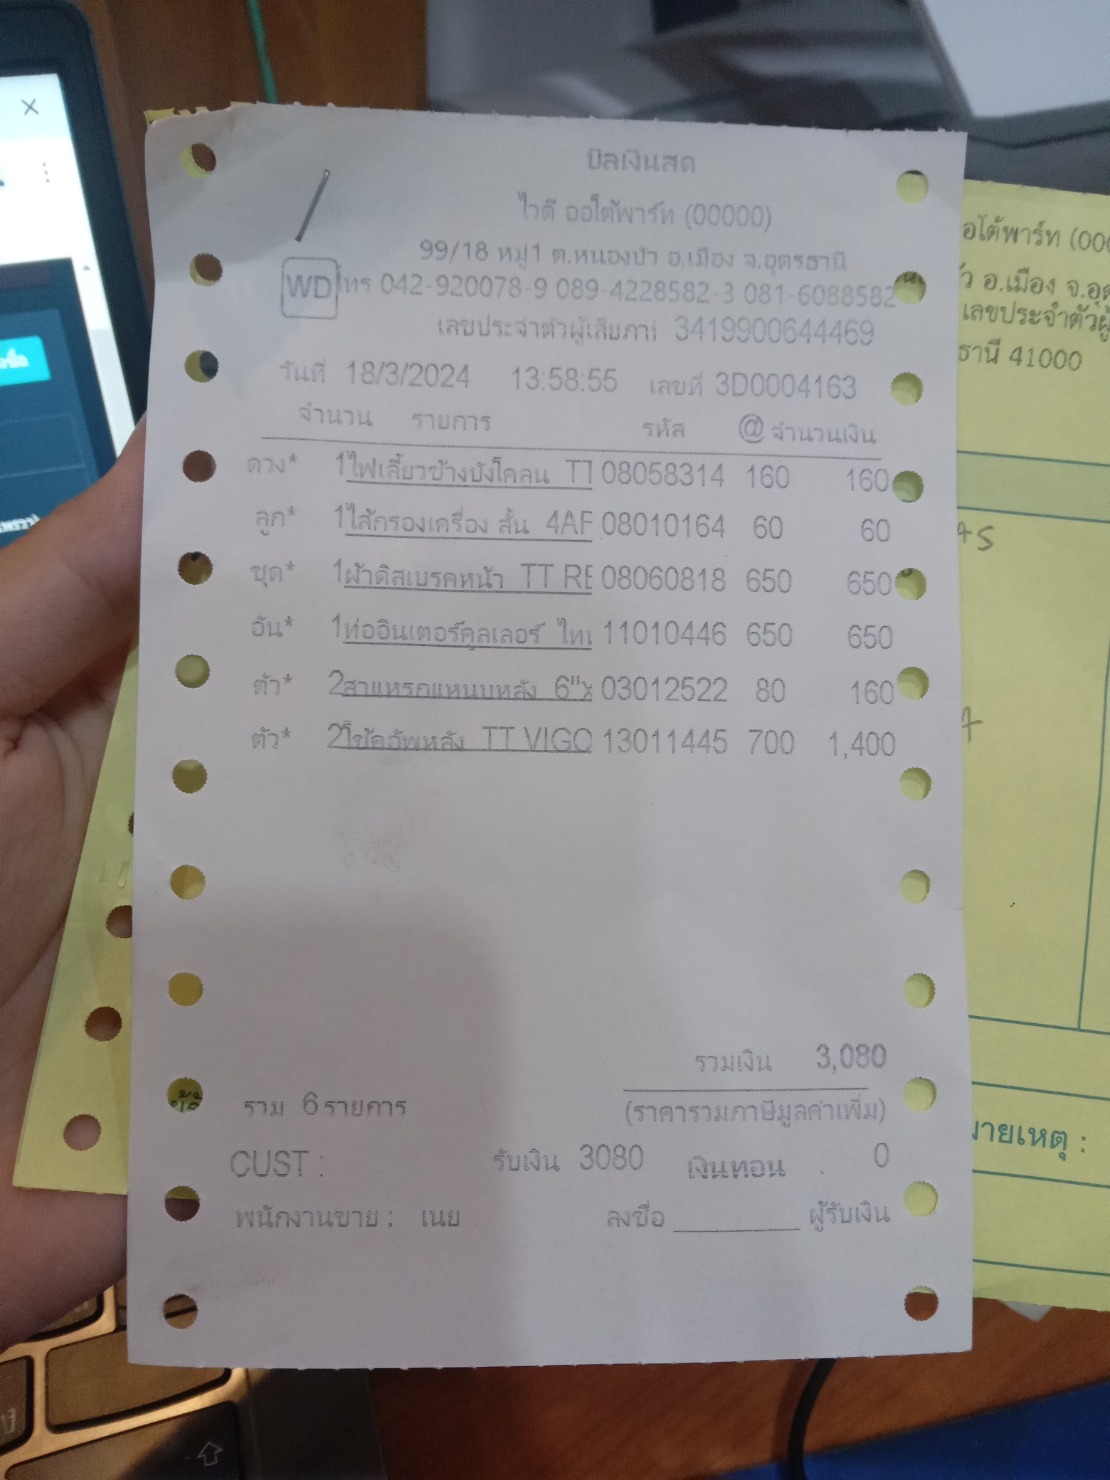 บิลเงินสด
ไวดี ออโต้พาร์ท (00000)
99/18 หมู่1 ต.หนองบัว อ.เมือง จ.อุดรธานี
WD โทร 042-920078-9 089-4228582-3 081-6088582
เลขประจำตัวผู้เสียภาษี 3419900644469
วันที่ 18/3/2024 13:58:55 เลขที่ 3D0004163
จำนวน รายการ รหัส @ จำนวนเงิน
ดวง* 1 ไฟเลี้ยวข้างบังโคลน TT 08058314 160 160
ลูก* 1 ไส้กรองเครื่อง สั้น 4AF 08010164 60 60
ชุด* 1 ผ้าดิสเบรคหน้า TT RE 08060818 650 650
อัน* 1 ท่ออินเตอร์คูลเลอร์ ไท 11010446 650 650
ตัว* 2 สาแหรกแหนบหลัง 6"x 03012522 80 160
ตัว* 2 โช้คอัพหลัง TT VIGO 13011445 700 1,400
รวมเงิน 3,080
รวม 6 รายการ (ราคารวมภาษีมูลค่าเพิ่ม)
CUST : รับเงิน 3080 เงินทอน 0
พนักงานขาย : เนย ลงชื่อ ________ ผู้รับเงิน
อโต้พาร์ท (000
อ.เมือง จ.อุด
เลขประจำตัวผู้
ธานี 41000
มายเหตุ :